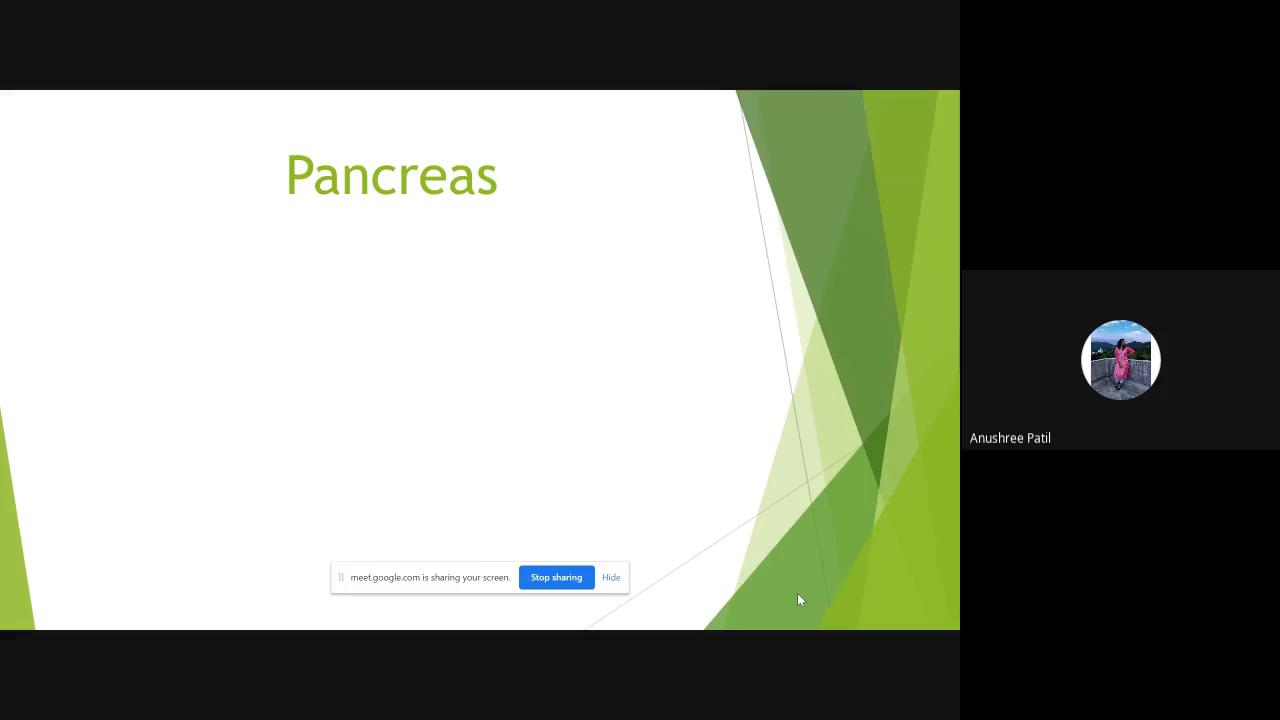 Pancreas
meet.google.com is sharing your screen.
Stop sharing
Hide
Anushree Patil